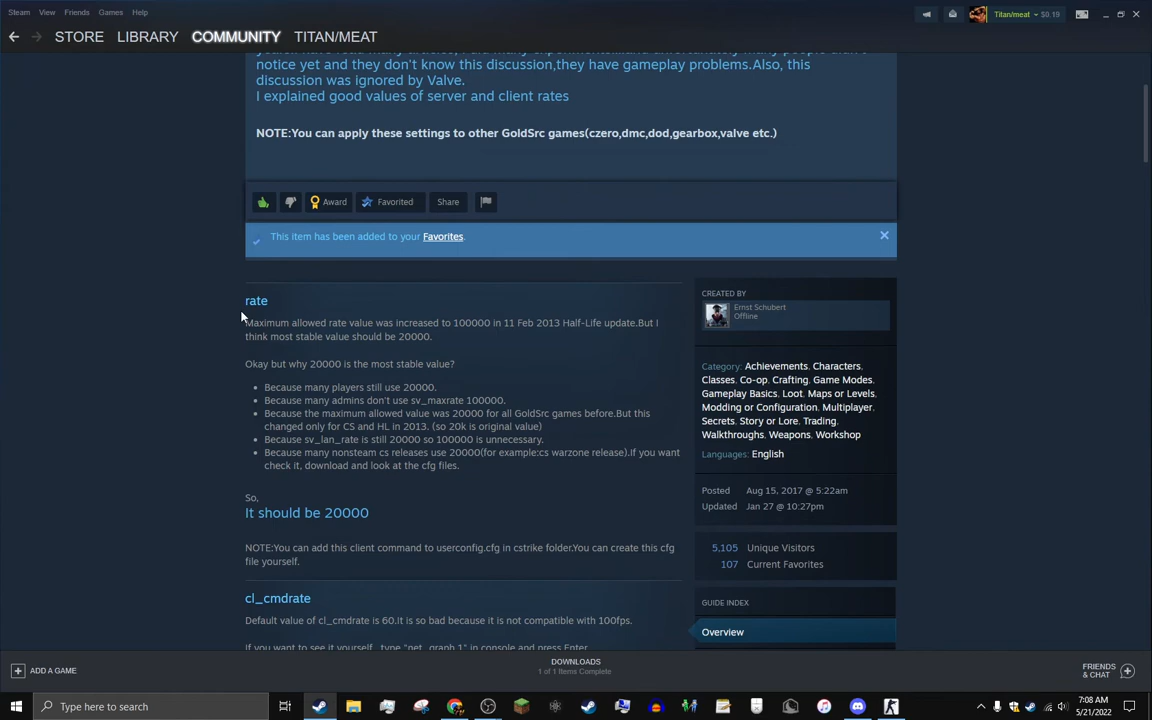 Steam View Friends Games Help
Titan/meat $0.19
STORE LIBRARY COMMUNITY TITAN/MEAT
notice yet and they don't know this discussion,they have gameplay problems.Also, this
discussion was ignored by Valve.
I explained good values of server and client rates
NOTE:You can apply these settings to other GoldSrc games(czero,dmc,dod,gearbox,valve etc.)
Award Favorited Share
This item has been added to your Favorites.
rate
Maximum allowed rate value was increased to 100000 in 11 Feb 2013 Half-Life update.But I
think most stable value should be 20000.
Okay but why 20000 is the most stable value?
Because many players still use 20000.
Because many admins don't use sv_maxrate 100000.
Because the maximum allowed value was 20000 for all GoldSrc games before.But this
changed only for CS and HL in 2013. (so 20k is original value)
Because sv_lan_rate is still 20000 so 100000 is unnecessary.
Because many nonsteam cs releases use 20000(for example:cs warzone release).If you want
check it, download and look at the cfg files.
So,
It should be 20000
NOTE:You can add this client command to userconfig.cfg in cstrike folder.You can create this cfg
file yourself.
cl_cmdrate
Default value of cl_cmdrate is 60.It is so bad because it is not compatible with 100fps.
If you want to see it yourself, type "net_graph 1" in console and press Enter
CREATED BY
Ernst Schubert
Offline
Category: Achievements, Characters,
Classes, Co-op, Crafting, Game Modes,
Gameplay Basics, Loot, Maps or Levels,
Modding or Configuration, Multiplayer,
Secrets, Story or Lore, Trading,
Walkthroughs, Weapons, Workshop
Languages: English
Posted Aug 15, 2017 @ 5:22am
Updated Jan 27 @ 10:27pm
5,105 Unique Visitors
107 Current Favorites
GUIDE INDEX
Overview
ADD A GAME
DOWNLOADS
1 of 1 Items Complete
FRIENDS
& CHAT
Type here to search
7:08 AM
5/21/2022